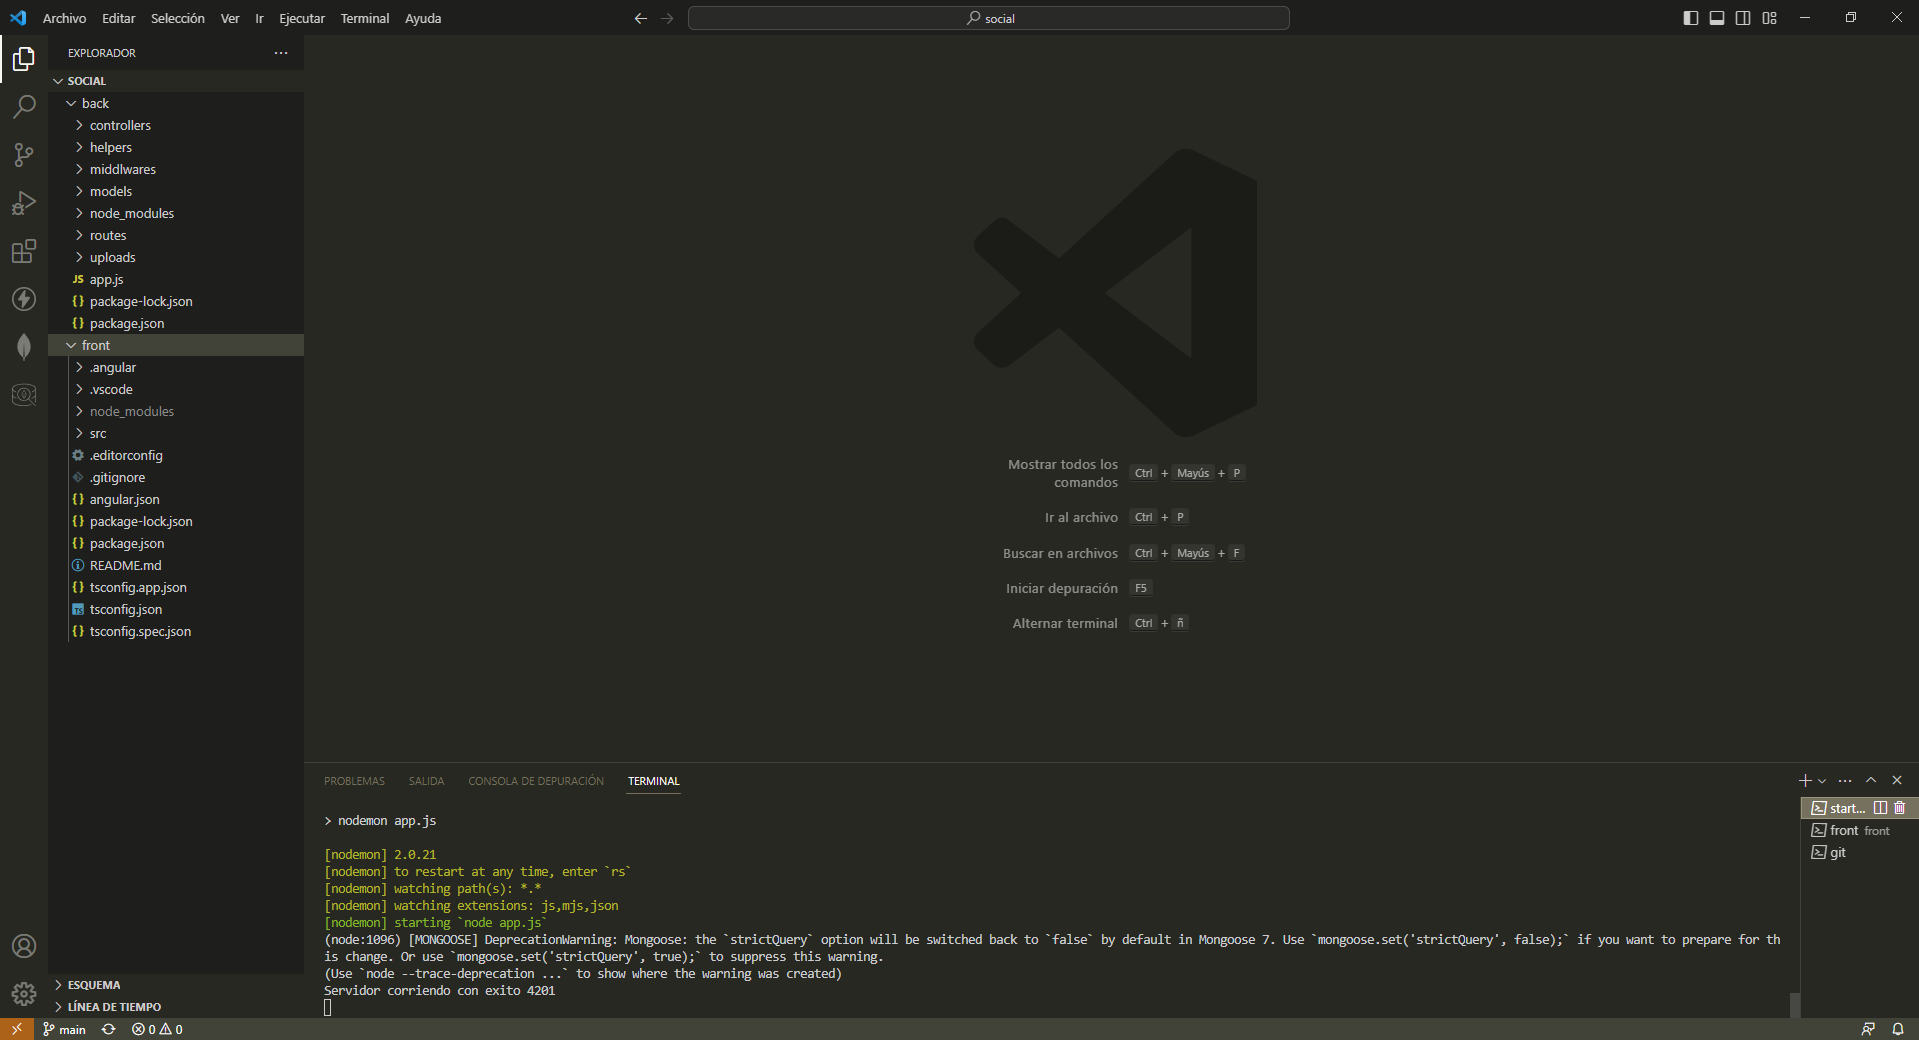 Archivo Editar Selección Ver Ir Ejecutar Terminal Ayuda
social
EXPLORADOR
SOCIAL
back
controllers
helpers
middlwares
models
node_modules
routes
uploads
JS app.js
{} package-lock.json
{} package.json
front
.angular
.vscode
node_modules
src
.editorconfig
.gitignore
{} angular.json
{} package-lock.json
{} package.json
README.md
{} tsconfig.app.json
TS tsconfig.json
{} tsconfig.spec.json
ESQUEMA
LÍNEA DE TIEMPO
Mostrar todos los
comandos
Ctrl + Mayús + P
Ir al archivo Ctrl + P
Buscar en archivos Ctrl + Mayús + F
Iniciar depuración F5
Alternar terminal Ctrl + ñ
PROBLEMAS SALIDA CONSOLA DE DEPURACIÓN TERMINAL
> nodemon app.js
[nodemon] 2.0.21
[nodemon] to restart at any time, enter `rs`
[nodemon] watching path(s): *.*
[nodemon] watching extensions: js,mjs,json
[nodemon] starting `node app.js`
(node:1096) [MONGOOSE] DeprecationWarning: Mongoose: the `strictQuery` option will be switched back to `false` by default in Mongoose 7. Use `mongoose.set('strictQuery', false);` if you want to prepare for th
is change. Or use `mongoose.set('strictQuery', true);` to suppress this warning.
(Use `node --trace-deprecation ...` to show where the warning was created)
Servidor corriendo con exito 4201
start...
front front
git
main 0 0